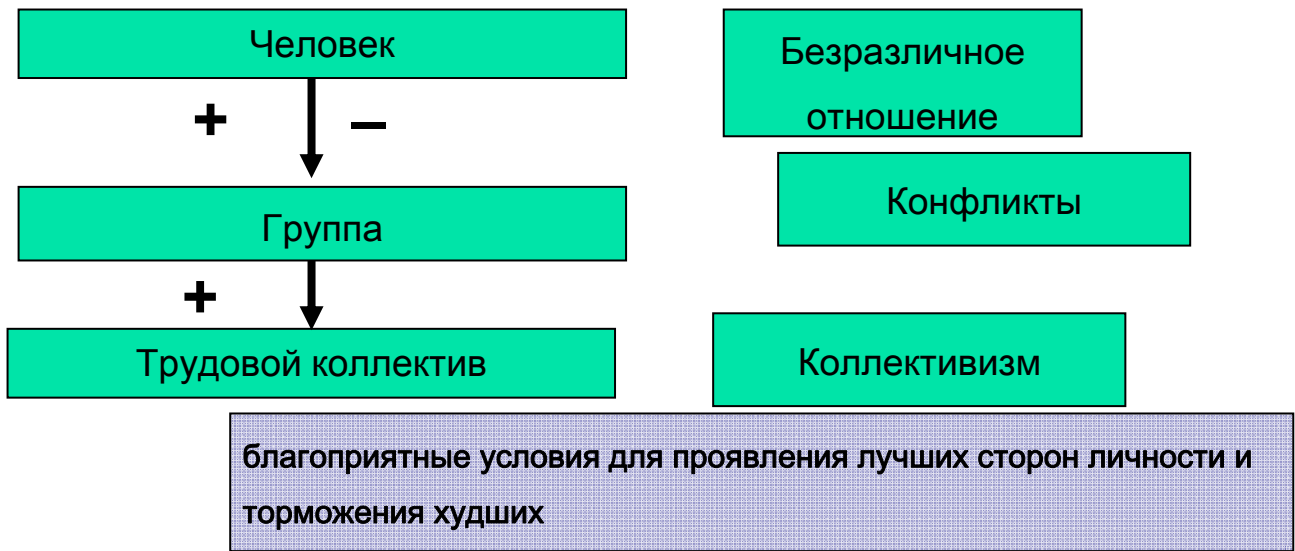 Человек
Безразличное
отношение
+ –
Конфликты
Группа
+
Трудовой коллектив
Коллективизм
благоприятные условия для проявления лучших сторон личности и
торможения худших